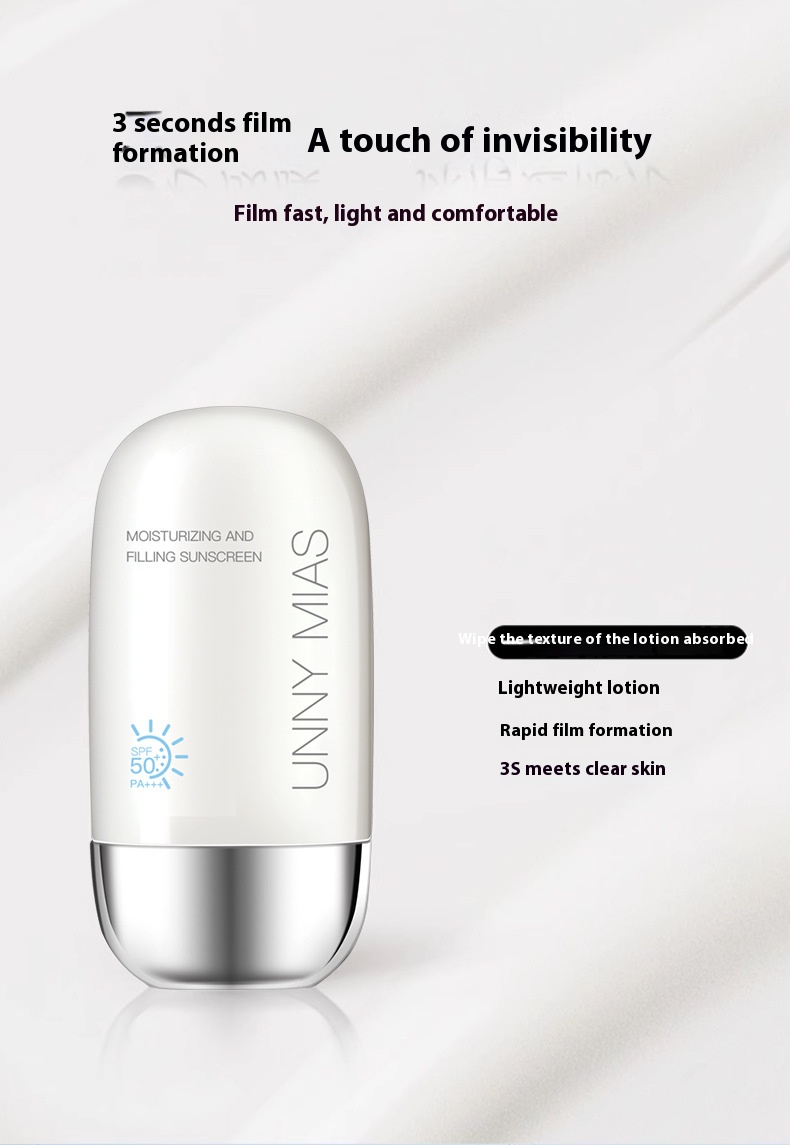 3 seconds film
formation
A touch of invisibility
Film fast, light and comfortable
MOISTURIZING AND
FILLING SUNSCREEN
UNNY MIAS
SPF
50+
PA+++
Wipe the texture of the lotion absorbed
Lightweight lotion
Rapid film formation
3S meets clear skin